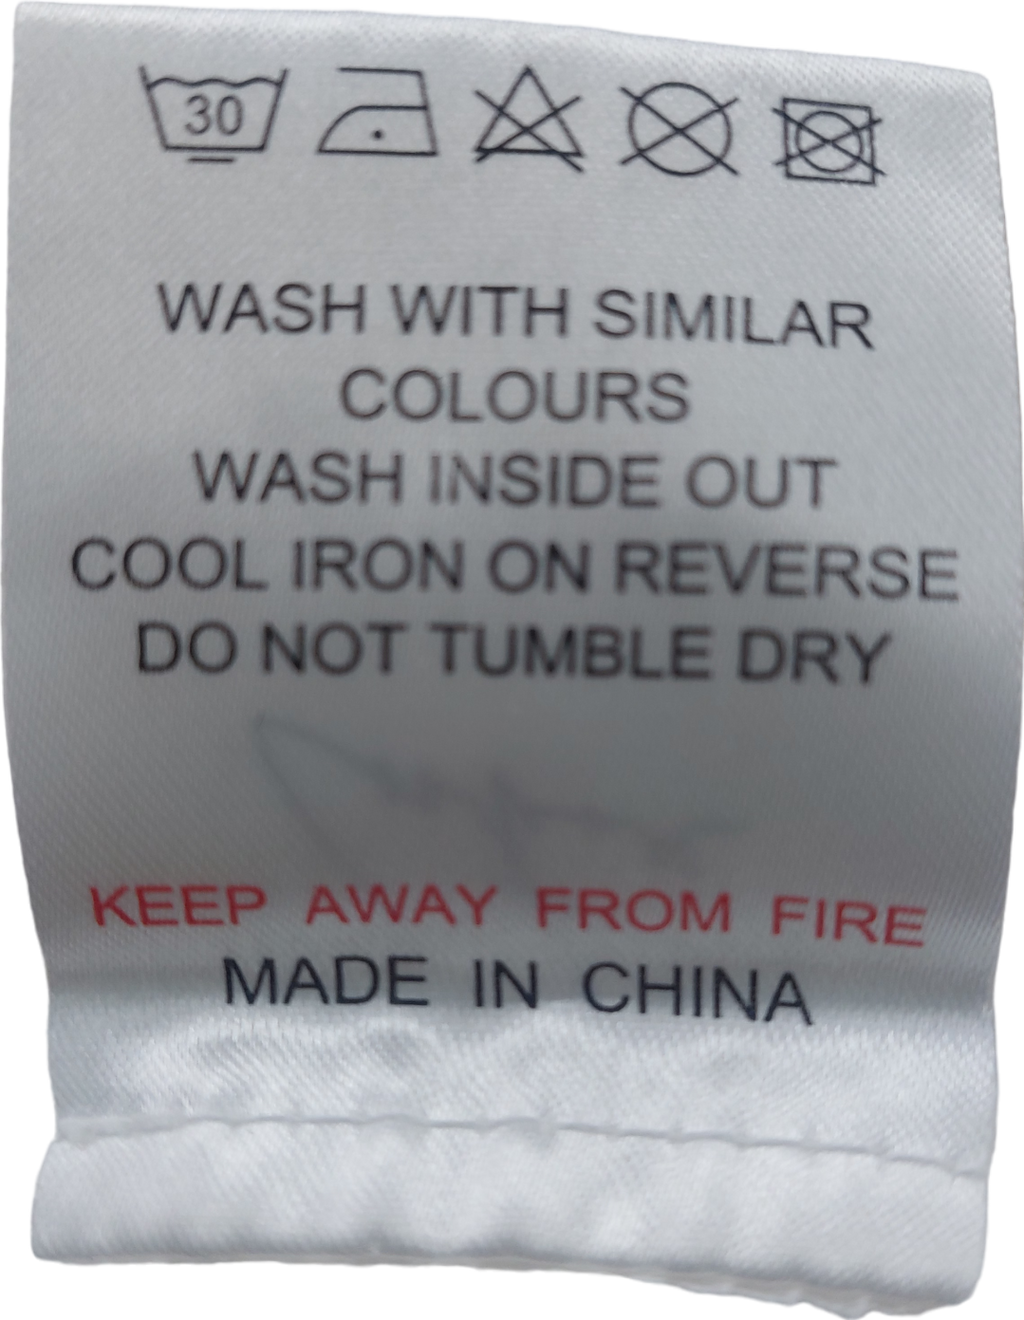 30
WASH WITH SIMILAR
COLOURS
WASH INSIDE OUT
COOL IRON ON REVERSE
DO NOT TUMBLE DRY
KEEP AWAY FROM FIRE
MADE IN CHINA